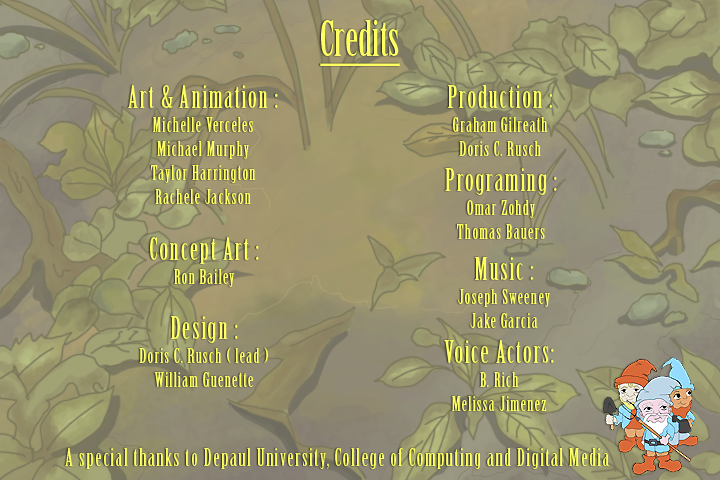 Credits
Art & Animation :
Michelle Verceles
Michael Murphy
Taylor Harrington
Rachele Jackson
Concept Art :
Ron Bailey
Design :
Doris C. Rusch ( lead )
William Guenette
Production :
Graham Gilreath
Doris C. Rusch
Programing :
Omar Zohdy
Thomas Bauers
Music :
Joseph Sweeney
Jake Garcia
Voice Actors:
B. Rich
Melissa Jimenez
A special thanks to Depaul University, College of Computing and Digital Media